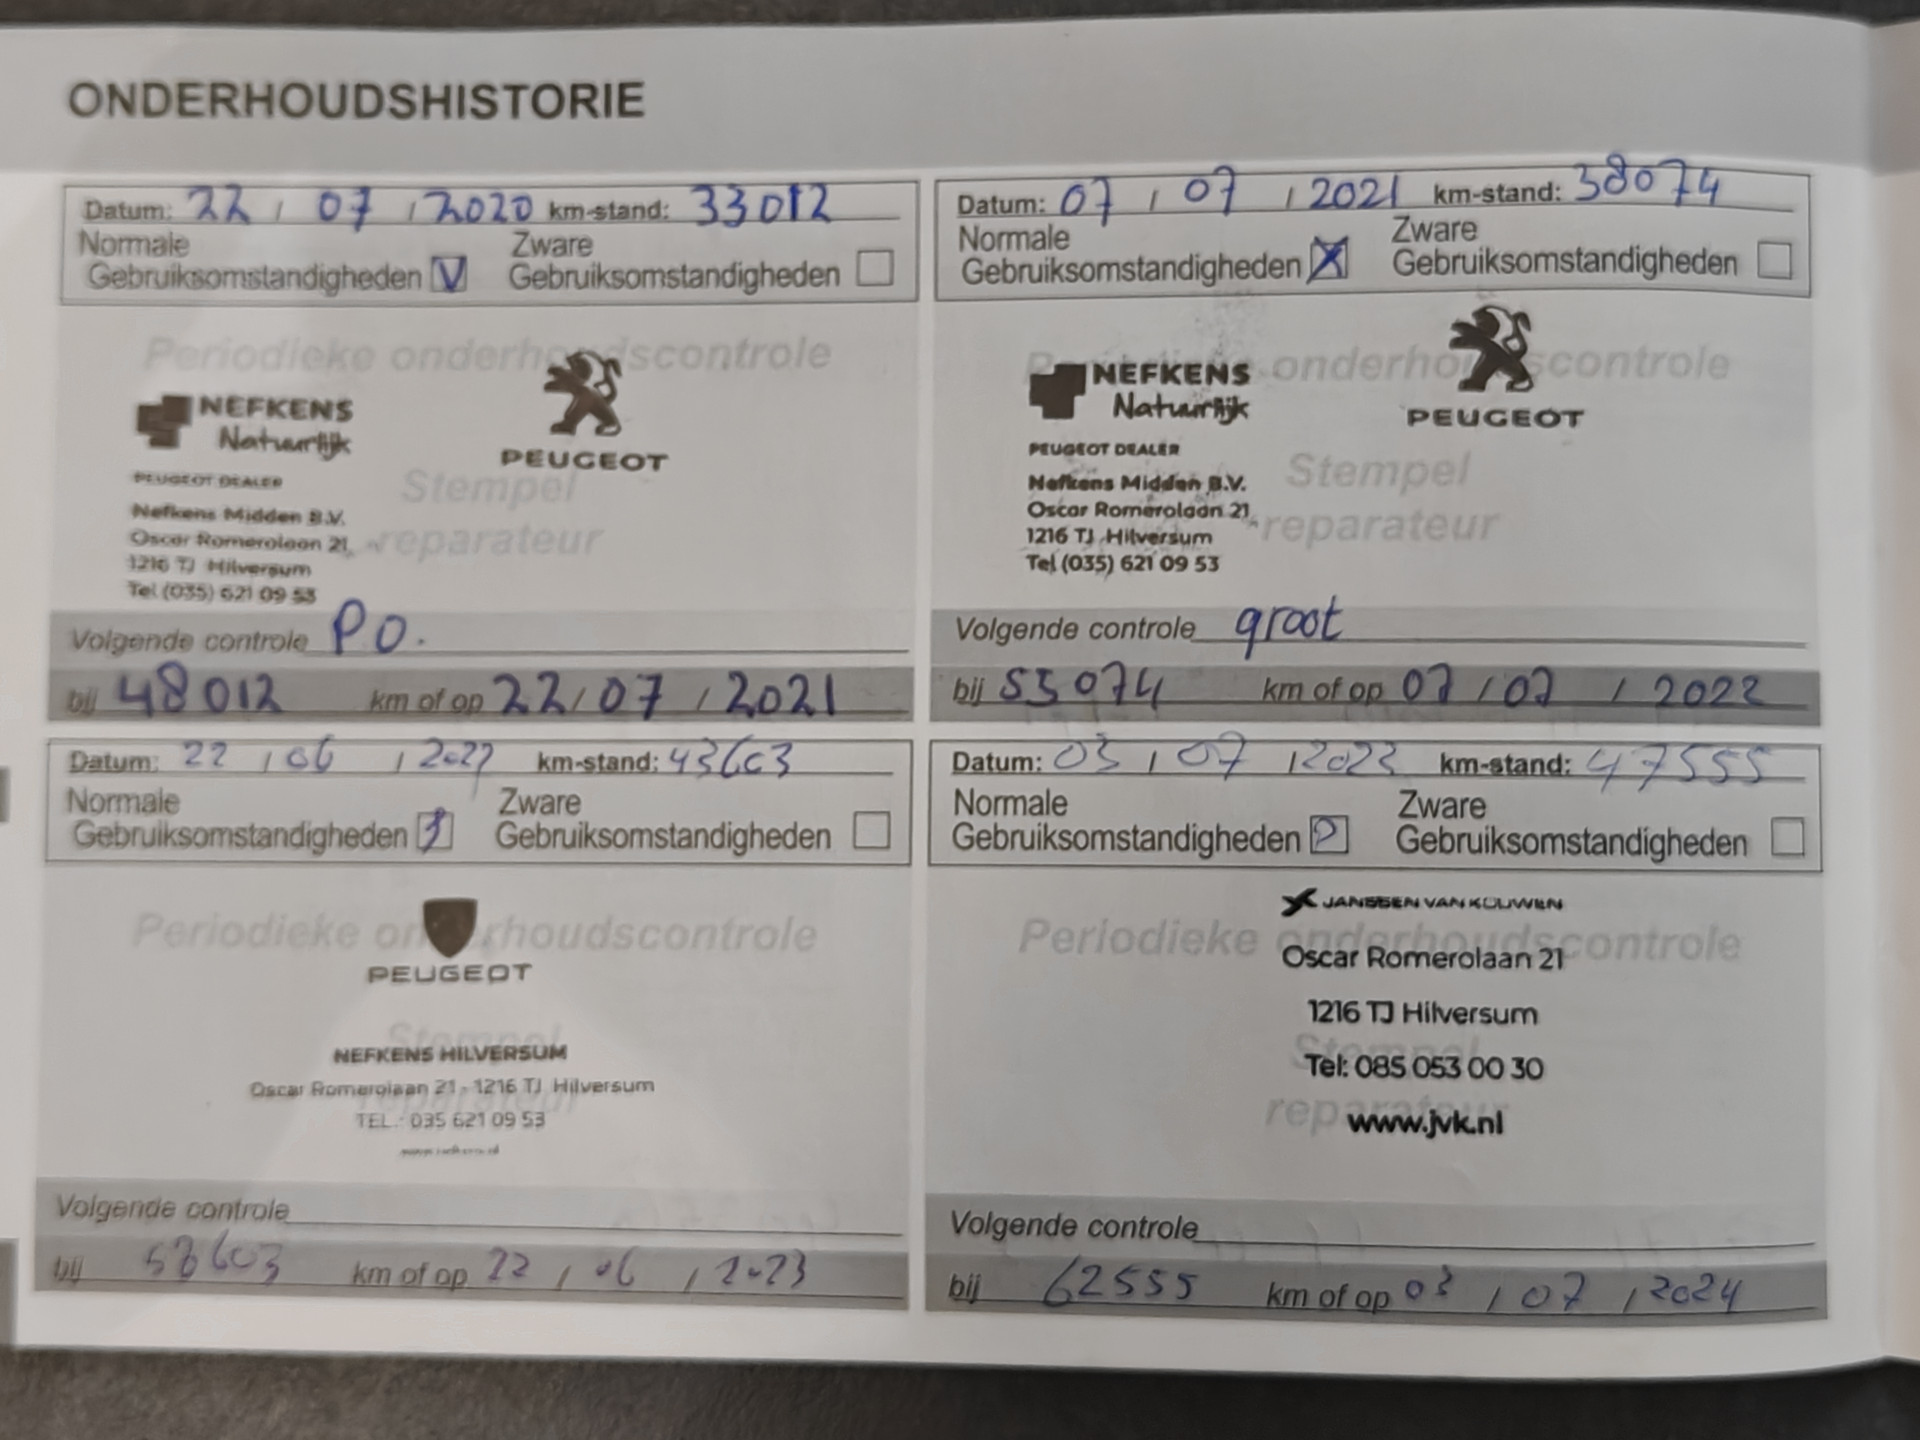 ONDERHOUDSHISTORIE
Datum: 22 / 07 / 2020 km-stand: 33012
Normale Gebruiksomstandigheden V Zware Gebruiksomstandigheden
Periodieke onderhoudscontrole
NEFKENS
Natuurlijk
PEUGEOT
PEUGEOT DEALER
Stempel
reparateur
Nefkens Midden B.V.
Oscar Romerolaan 21
1216 TJ Hilversum
Tel (035) 621 09 53
Volgende controle P.O.
bij 48012 km of op 22/07/2021
Datum: 07 / 07 / 2021 km-stand: 38074
Normale Gebruiksomstandigheden X Zware Gebruiksomstandigheden
Periodieke onderhoudscontrole
NEFKENS
Natuurlijk
PEUGEOT
PEUGEOT DEALER
Stempel
reparateur
Nefkens Midden B.V.
Oscar Romerolaan 21
1216 TJ Hilversum
Tel (035) 621 09 53
Volgende controle groot
bij 53074 km of op 07/07/2022
Datum: 22 / 06 / 2022 km-stand: 43603
Normale Gebruiksomstandigheden Zware Gebruiksomstandigheden
Periodieke onderhoudscontrole
PEUGEOT
Stempel
reparateur
NEFKENS HILVERSUM
Oscar Romerolaan 21 - 1216 TJ Hilversum
TEL.: 035 621 09 53
Volgende controle
bij 58603 km of op 22 / 06 / 2023
Datum: 03 / 07 / 2023 km-stand: 47555
Normale Gebruiksomstandigheden Zware Gebruiksomstandigheden
JANSSEN VAN KOUWEN
Periodieke onderhoudscontrole
Oscar Romerolaan 21
1216 TJ Hilversum
Stempel
Tel: 085 053 00 30
reparateur
www.jvk.nl
Volgende controle
bij 62555 km of op 03 / 07 / 2024